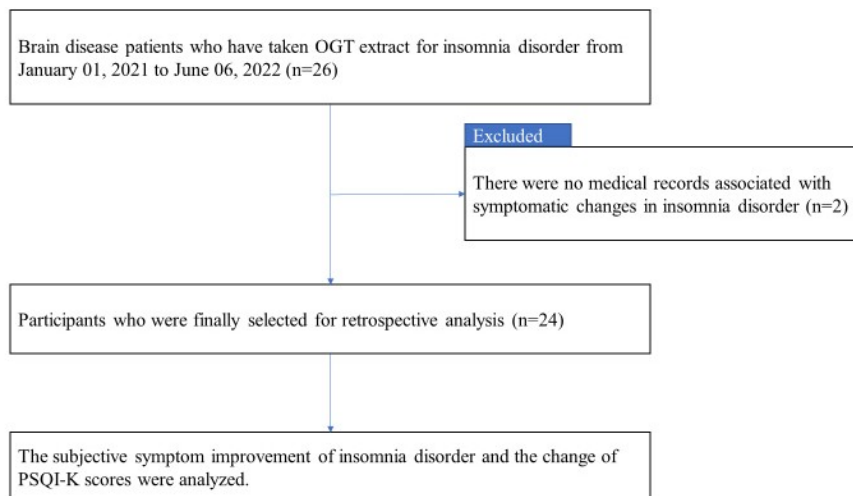 Brain disease patients who have taken OGT extract for insomnia disorder from
January 01, 2021 to June 06, 2022 (n=26)
Excluded
There were no medical records associated with
symptomatic changes in insomnia disorder (n=2)
Participants who were finally selected for retrospective analysis (n=24)
The subjective symptom improvement of insomnia disorder and the change of
PSQI-K scores were analyzed.